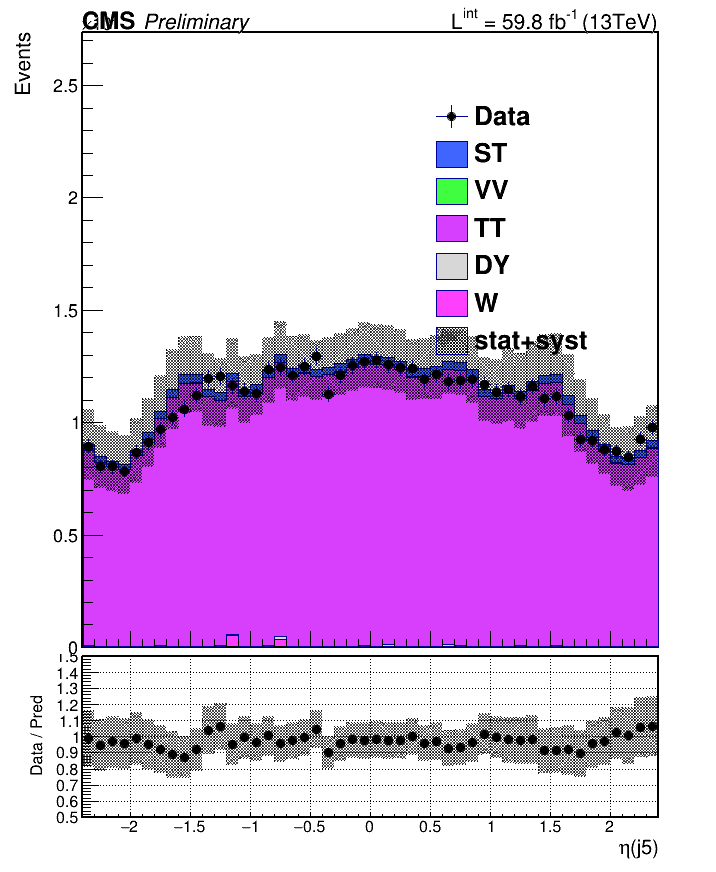 CMS Preliminary
L^int = 59.8 fb^-1 (13TeV)
Events
2.5
2
1.5
1
0.5
0
Data
ST
VV
TT
DY
W
stat+syst
Data / Pred
1.5
1.4
1.3
1.2
1.1
1
0.9
0.8
0.7
0.6
0.5
−2 −1.5 −1 −0.5 0 0.5 1 1.5 2
η(j5)